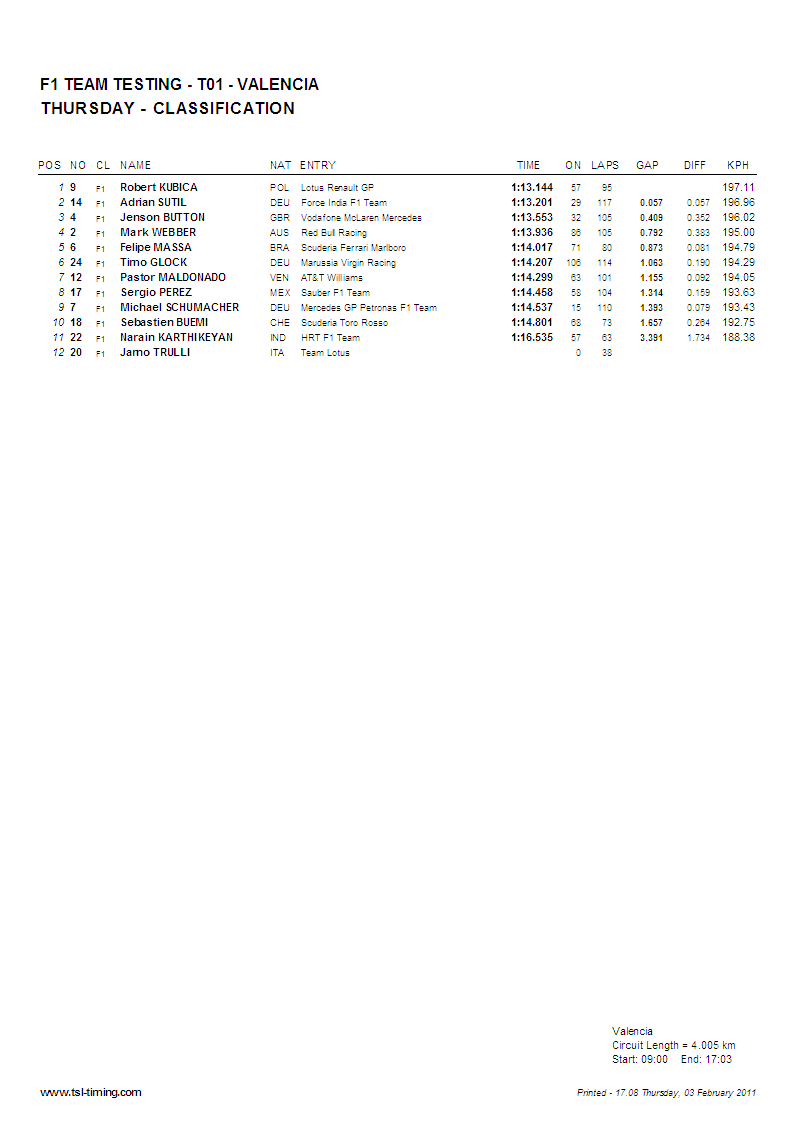 F1 TEAM TESTING - T01 - VALENCIA
THURSDAY - CLASSIFICATION
POS NO CL NAME NAT ENTRY TIME ON LAPS GAP DIFF KPH
1 9 F1 Robert KUBICA POL Lotus Renault GP 1:13.144 57 95 197.11
2 14 F1 Adrian SUTIL DEU Force India F1 Team 1:13.201 29 117 0.057 0.057 196.96
3 4 F1 Jenson BUTTON GBR Vodafone McLaren Mercedes 1:13.553 32 105 0.409 0.352 196.02
4 2 F1 Mark WEBBER AUS Red Bull Racing 1:13.936 86 105 0.792 0.383 195.00
5 6 F1 Felipe MASSA BRA Scuderia Ferrari Marlboro 1:14.017 71 80 0.873 0.081 194.79
6 24 F1 Timo GLOCK DEU Marussia Virgin Racing 1:14.207 106 114 1.063 0.190 194.29
7 12 F1 Pastor MALDONADO VEN AT&T Williams 1:14.299 63 101 1.155 0.092 194.05
8 17 F1 Sergio PEREZ MEX Sauber F1 Team 1:14.458 58 104 1.314 0.159 193.63
9 7 F1 Michael SCHUMACHER DEU Mercedes GP Petronas F1 Team 1:14.537 15 110 1.393 0.079 193.43
10 18 F1 Sebastien BUEMI CHE Scuderia Toro Rosso 1:14.801 68 73 1.657 0.264 192.75
11 22 F1 Narain KARTHIKEYAN IND HRT F1 Team 1:16.535 57 63 3.391 1.734 188.38
12 20 F1 Jarno TRULLI ITA Team Lotus 0 38
Valencia
Circuit Length = 4.005 km
Start: 09:00 End: 17:03
www.tsl-timing.com Printed - 17:08 Thursday, 03 February 2011